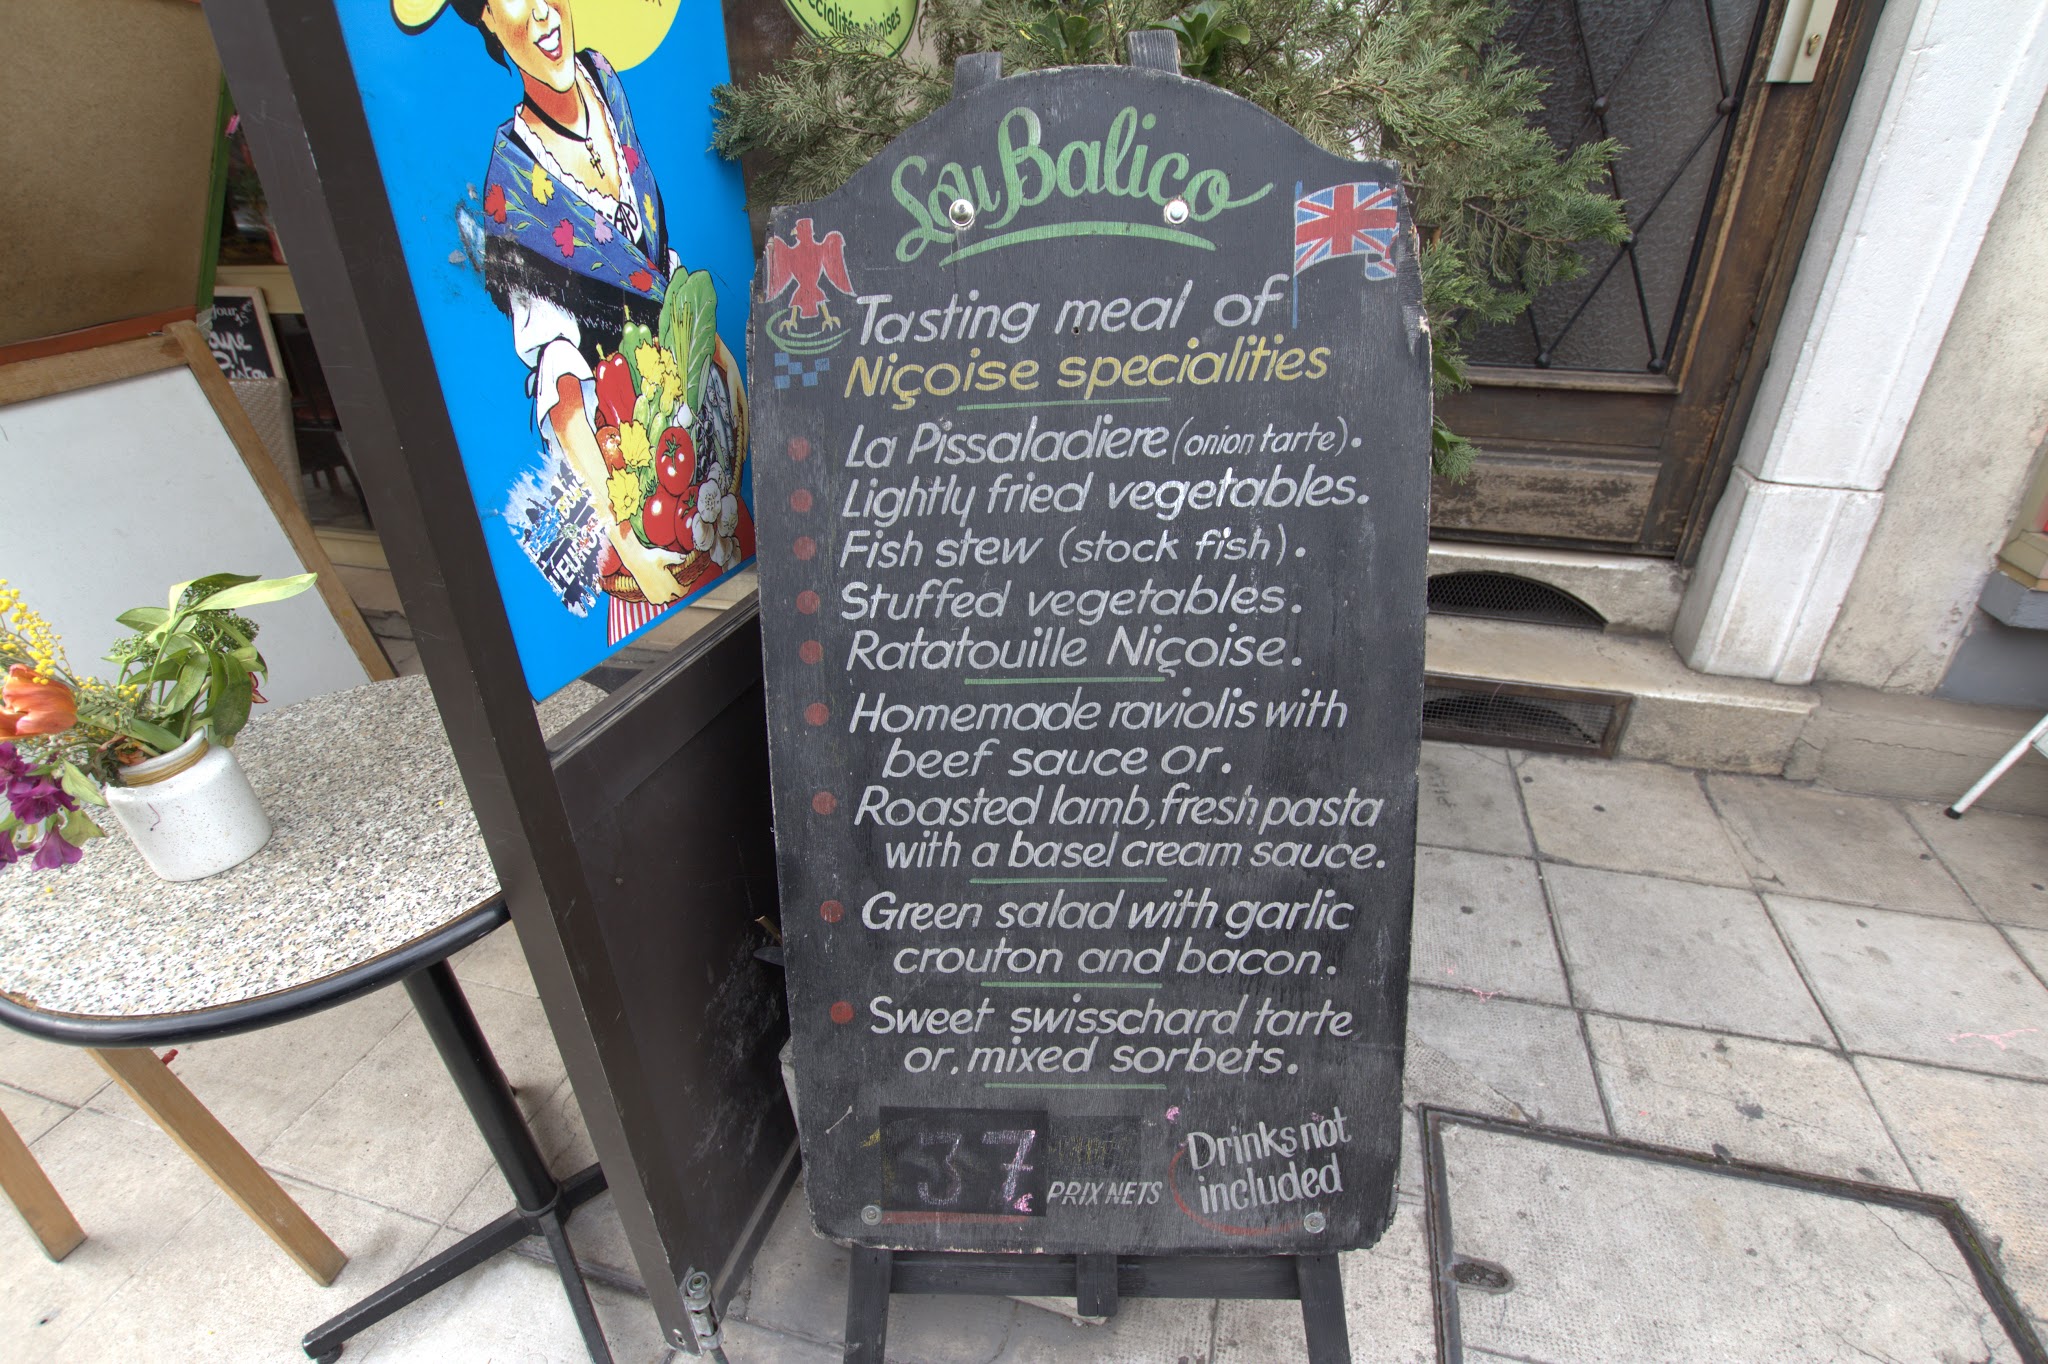 écialités niçoises
Lou Balico
Tasting meal of
Niçoise specialities
La Pissaladiere (onion tarte).
Lightly fried vegetables.
Fish stew (stock fish).
Stuffed vegetables.
Ratatouille Niçoise.
Homemade raviolis with
beef sauce or.
Roasted lamb, fresh pasta
with a basel cream sauce.
Green salad with garlic
crouton and bacon.
Sweet swisschard tarte
or, mixed sorbets.
37 €
PRIX NETS
Drinks not
included